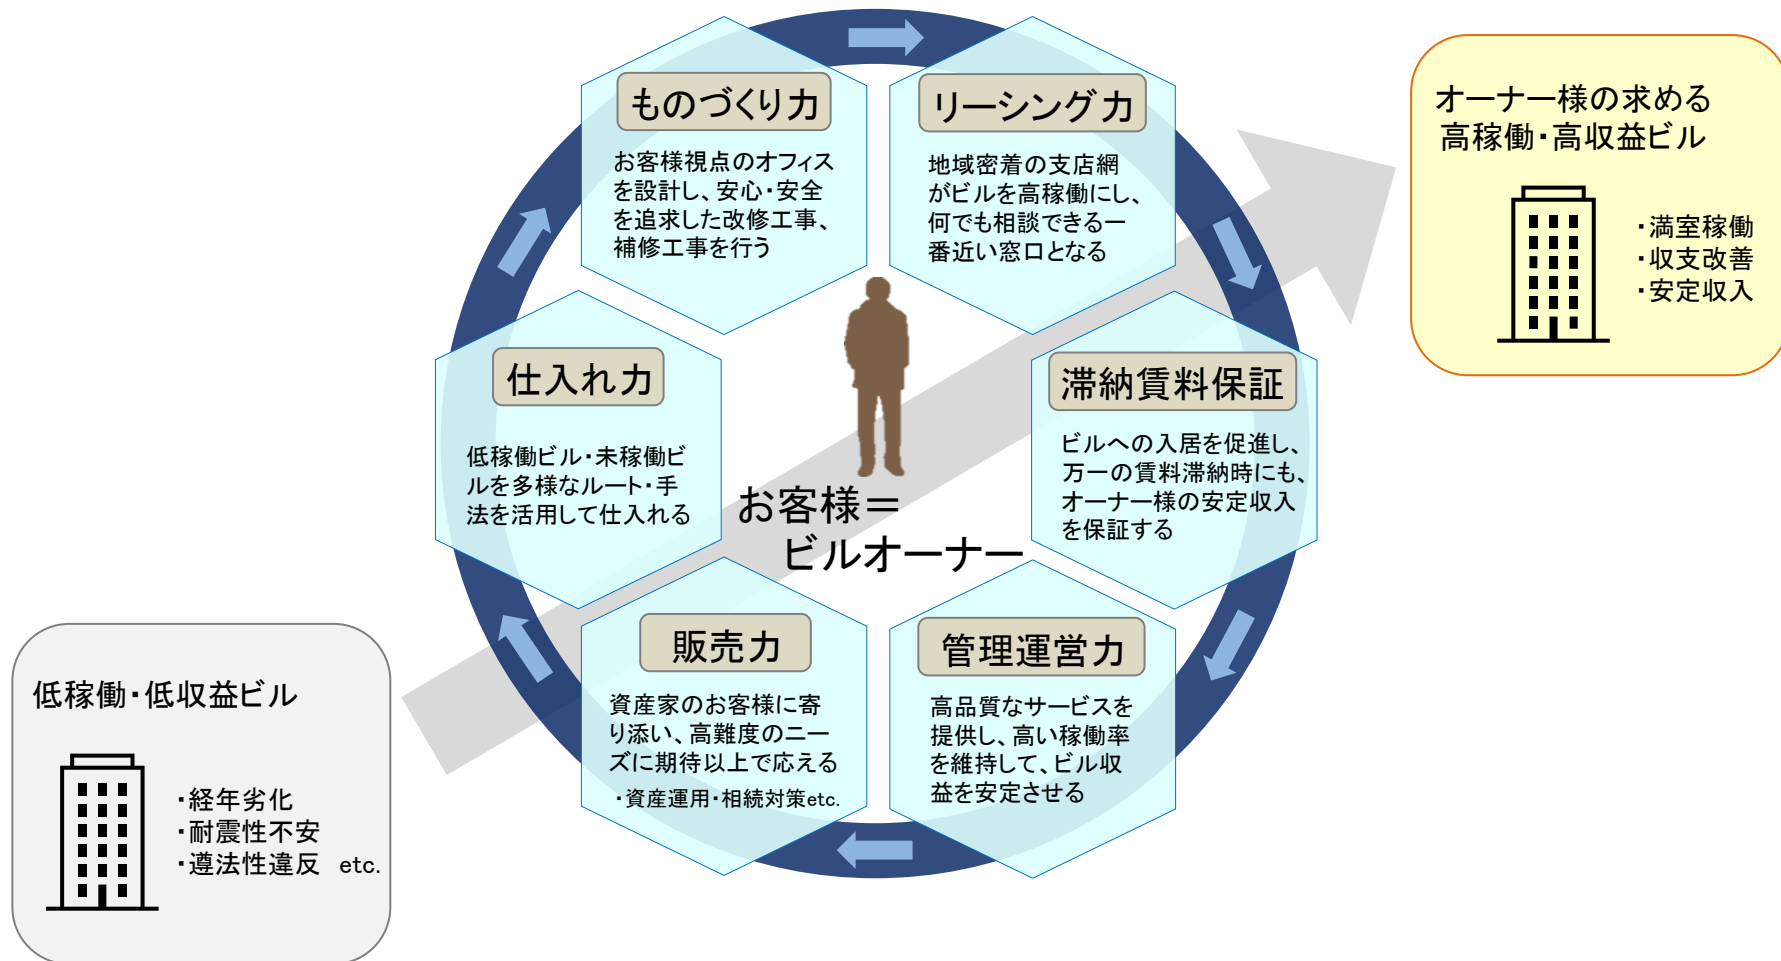 ものづくり力
お客様視点のオフィス
を設計し、安心・安全
を追求した改修工事、
補修工事を行う
リーシング力
地域密着の支店網
がビルを高稼働にし、
何でも相談できる一
番近い窓口となる
オーナー様の求める
高稼働・高収益ビル
・満室稼働
・収支改善
・安定収入
仕入れ力
低稼働ビル・未稼働ビ
ルを多様なルート・手
法を活用して仕入れる
お客様＝
ビルオーナー
滞納賃料保証
ビルへの入居を促進し、
万一の賃料滞納時にも、
オーナー様の安定収入
を保証する
低稼働・低収益ビル
・経年劣化
・耐震性不安
・遵法性違反　etc.
販売力
資産家のお客様に寄
り添い、高難度のニー
ズに期待以上で応える
・資産運用・相続対策etc.
管理運営力
高品質なサービスを
提供し、高い稼働率
を維持して、ビル収
益を安定させる